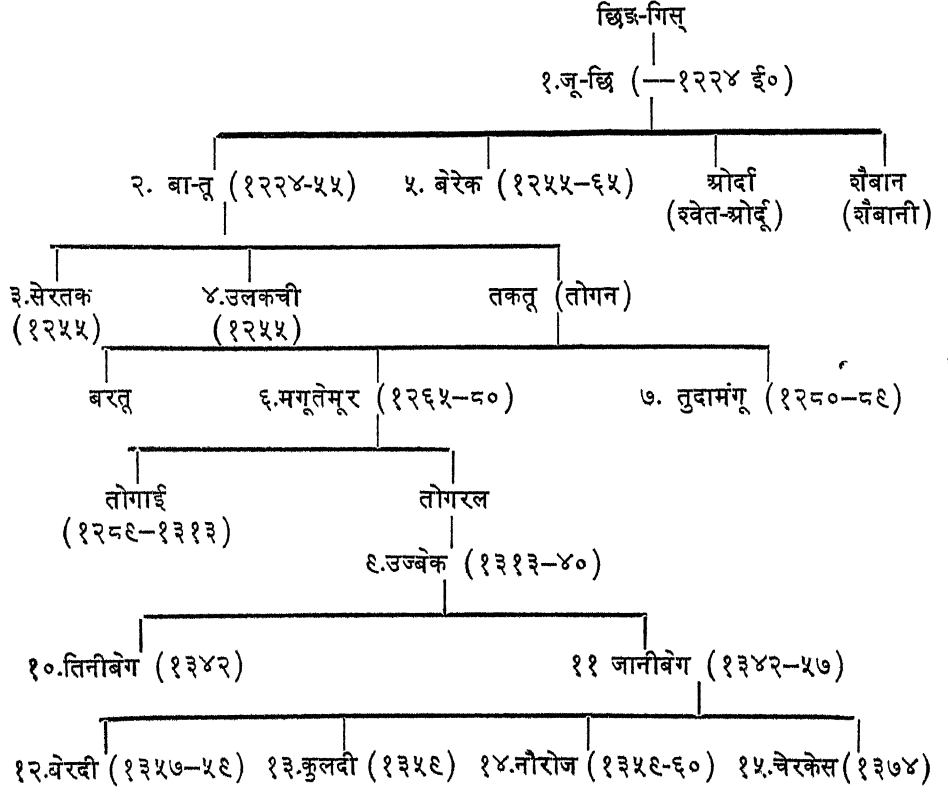 छिङ-गिस्
१.जू-छि (—१२२४ ई०)
२. बा-तू (१२२४-५५) ५. बेरेक (१२५५–६५) ओर्दा शैबान
(श्वेत-ओर्दू) (शैबानी)
३.सेरतक ४.उलकची तकतू (तोगन)
(१२५५) (१२५५)
बरतू ६.मगूतेमूर (१२६५–८०) ७. तुदामंगू (१२८०–८९)
तोगाई तोगरल
(१२८९–१३१३)
९.उज्बेक (१३१३–४०)
१०.तिनीबेग (१३४२) ११ जानीबेग (१३४२–५७)
१२.बेरदी (१३५७–५९) १३.कुलदी (१३५९) १४.नौरोज (१३५९-६०) १५.चेरकेस (१३७४)